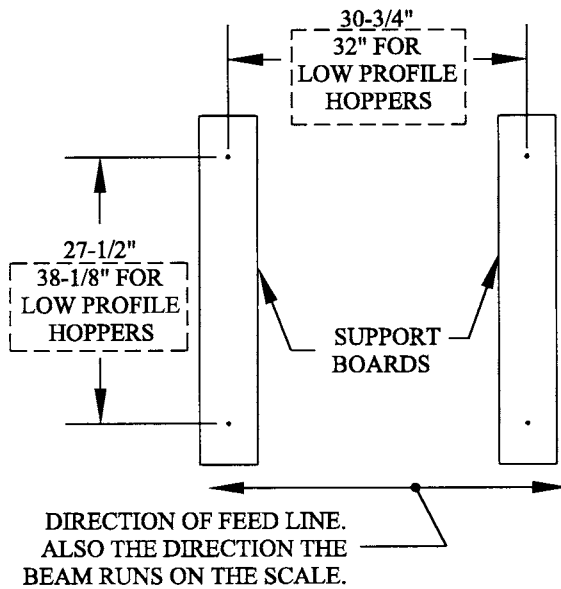 30-3/4"
32" FOR
LOW PROFILE
HOPPERS
27-1/2"
38-1/8" FOR
LOW PROFILE
HOPPERS
SUPPORT
BOARDS
DIRECTION OF FEED LINE.
ALSO THE DIRECTION THE
BEAM RUNS ON THE SCALE.